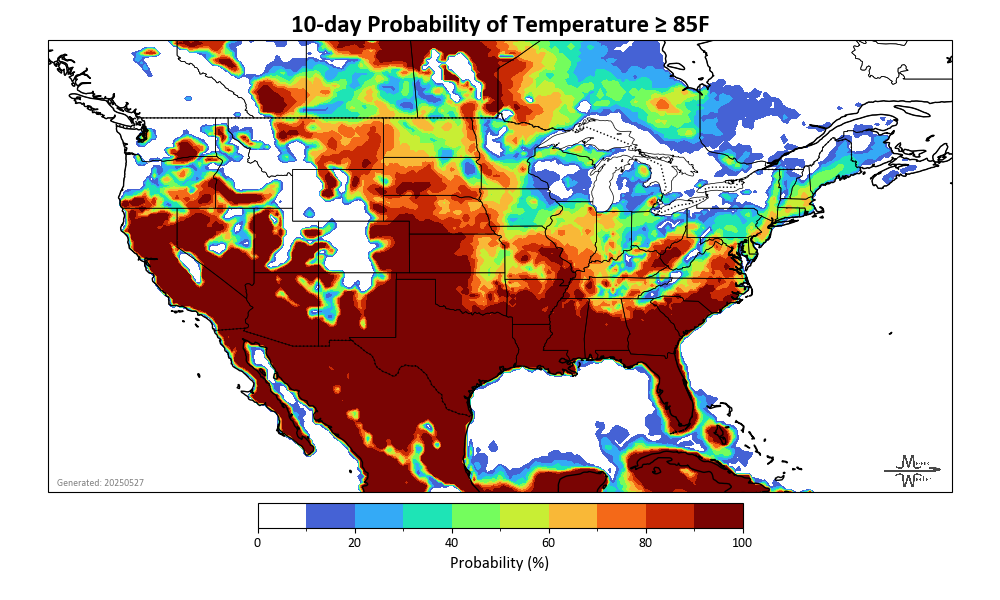 10-day Probability of Temperature ≥ 85F
Generated: 20250527
0 20 40 60 80 100
Probability (%)